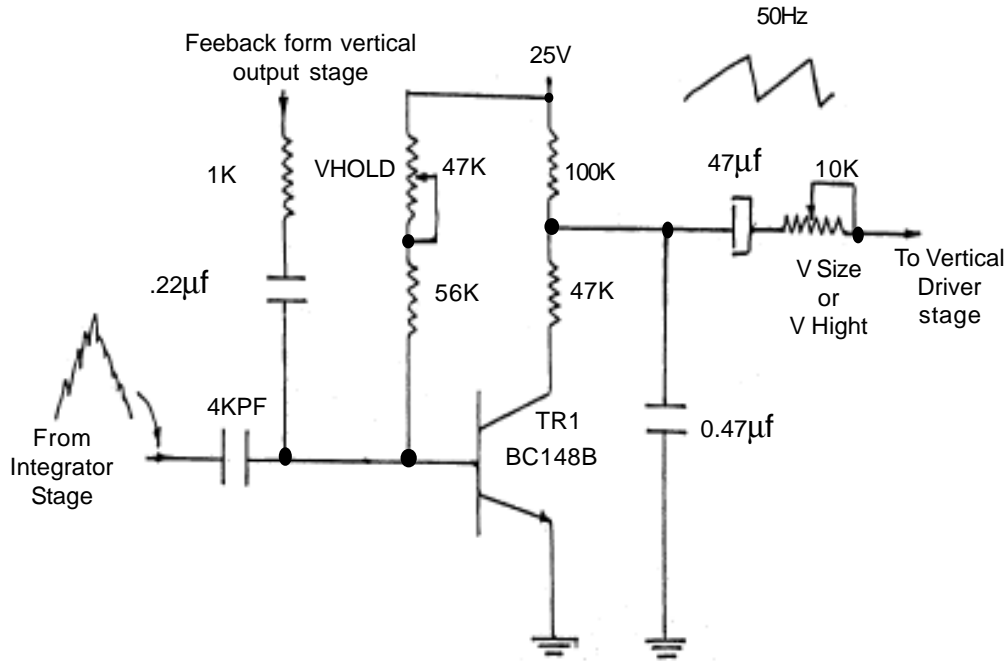 50Hz
Feeback form vertical
output stage
25V
1K
VHOLD
47K
100K
47µf
10K
.22µf
56K
47K
V Size
or
V Hight
To Vertical
Driver
stage
4KPF
TR1
BC148B
0.47µf
From
Integrator
Stage